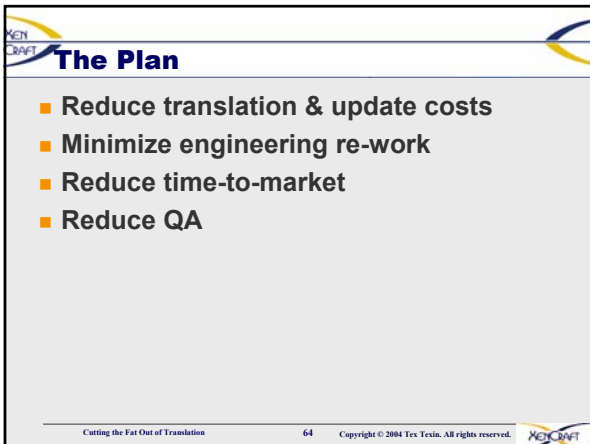 XEN
CRAFT
The Plan
Reduce translation & update costs
Minimize engineering re-work
Reduce time-to-market
Reduce QA
Cutting the Fat Out of Translation 64 Copyright © 2004 Tex Texin. All rights reserved.
XENCRAFT